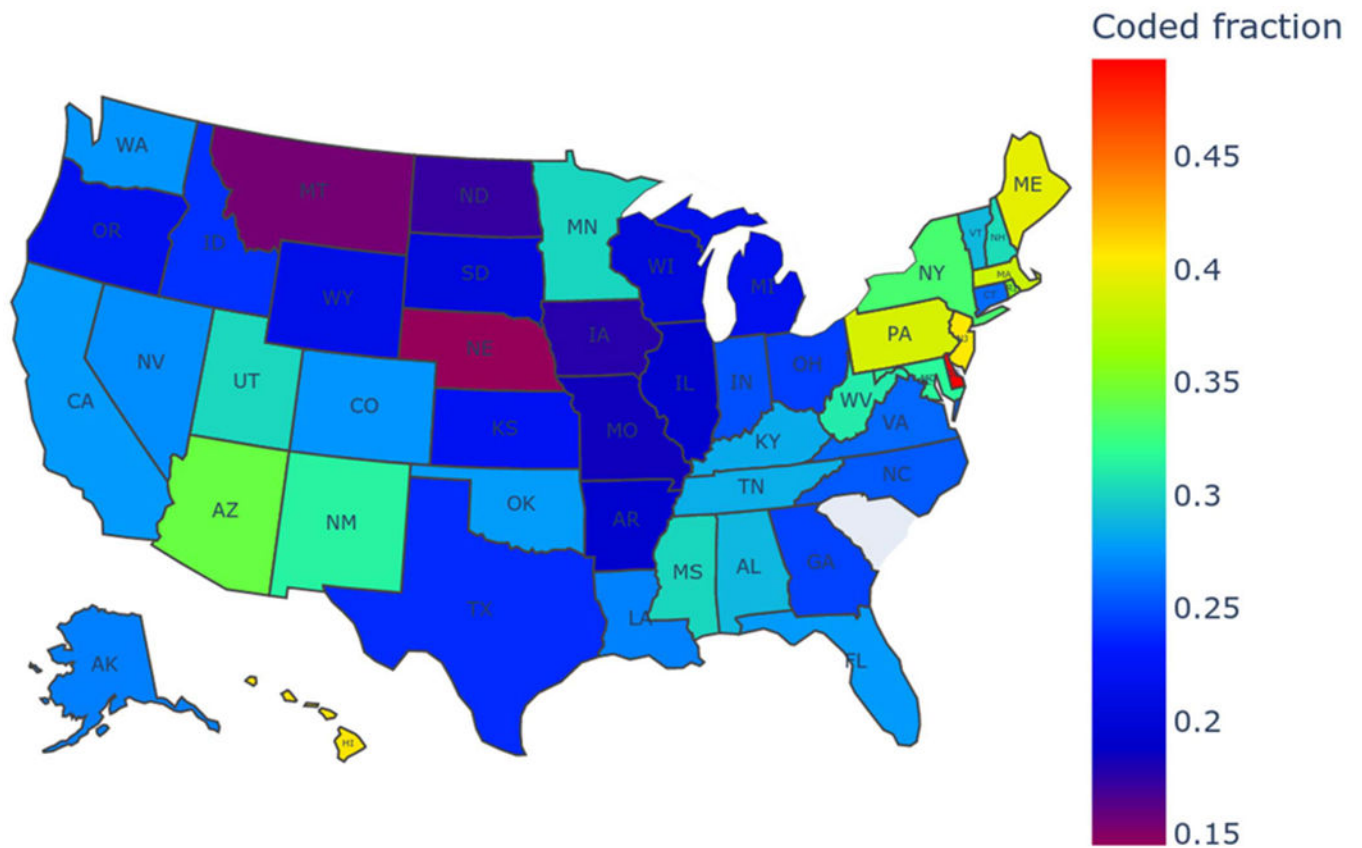 Coded fraction
0.45
0.4
0.35
0.3
0.25
0.2
0.15
WA
MT
ND
MN
ME
OR
ID
SD
WI
MI
VT
NH
NY
MA
WY
CT
RI
NE
IA
PA
NJ
NV
UT
CO
IL
IN
OH
MD
CA
KS
MO
WV
VA
KY
NC
AZ
NM
OK
AR
TN
MS
AL
GA
TX
LA
FL
AK
HI